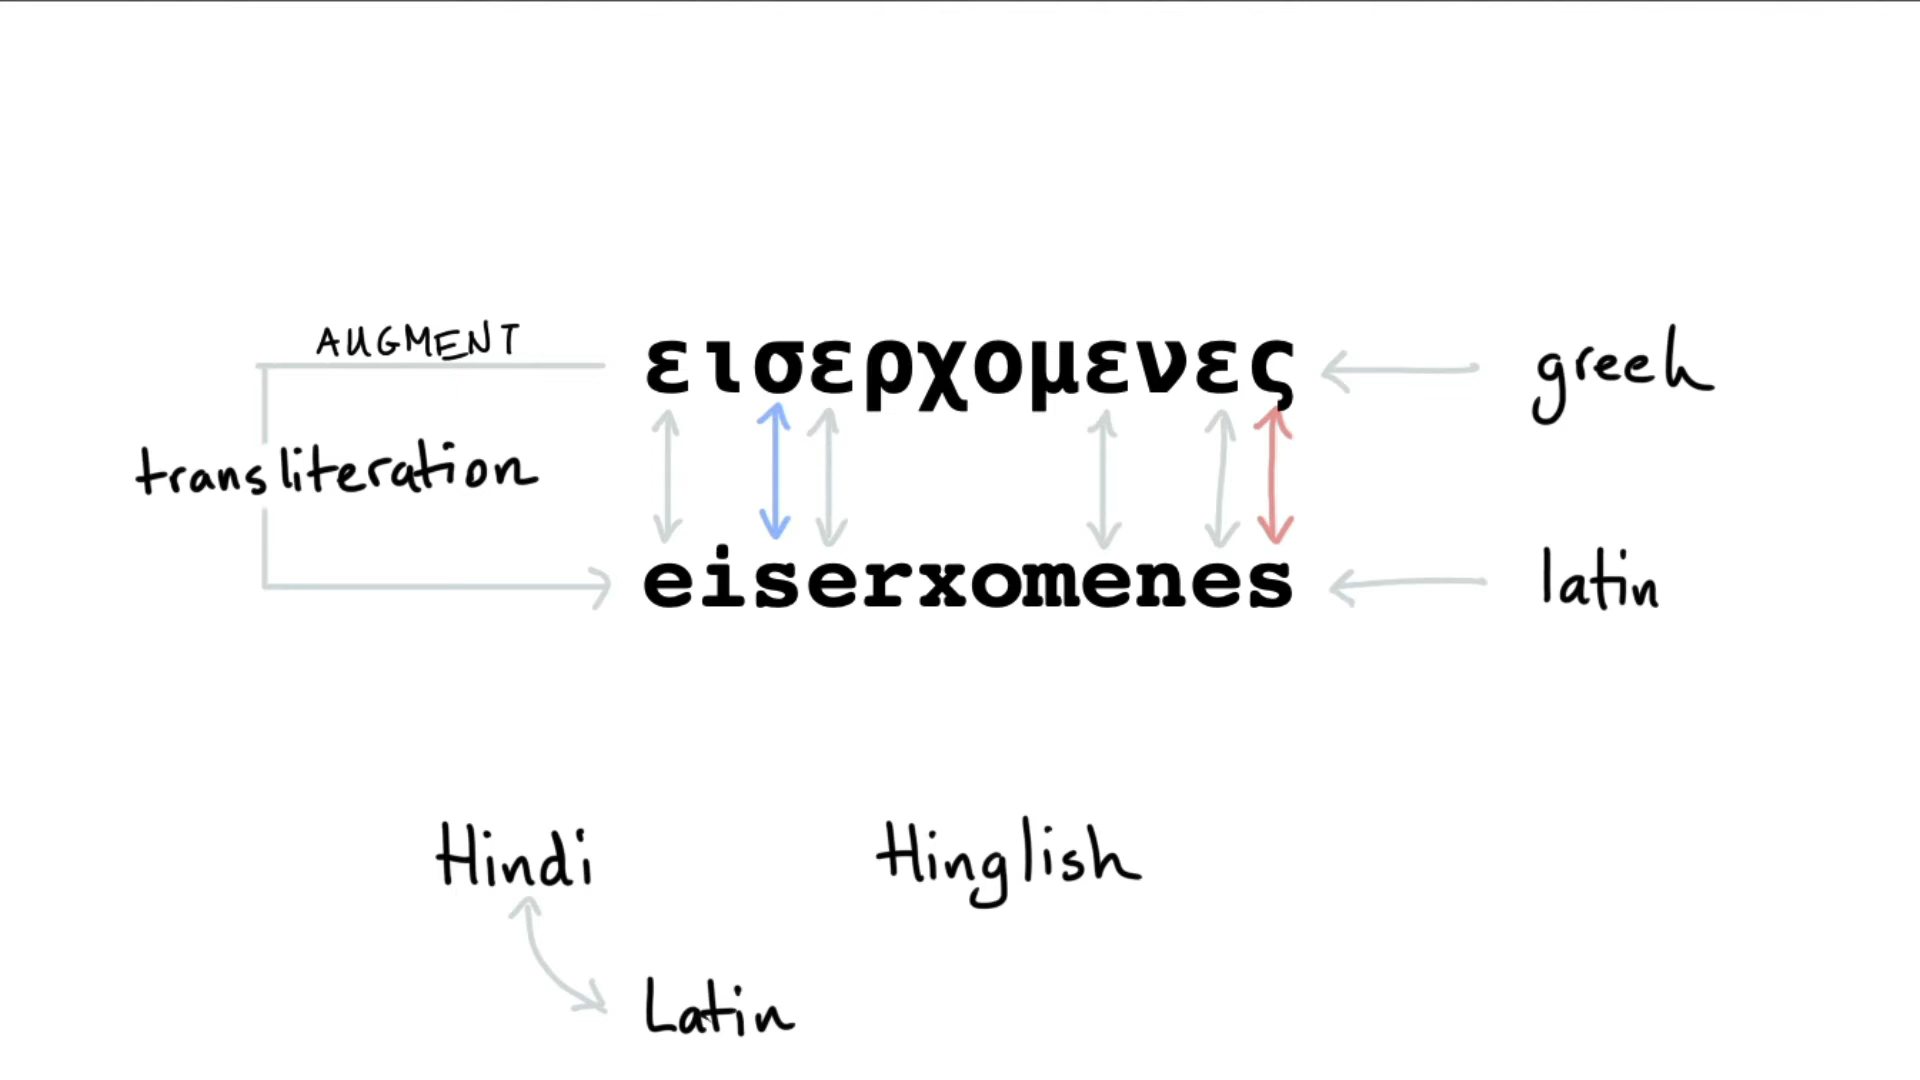 AUGMENT
εισερχομενες
greek
transliteration
eiserxomenes
latin
Hindi
Hinglish
Latin